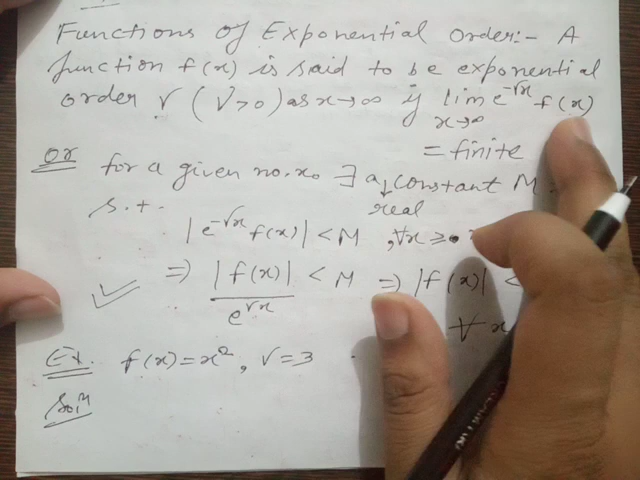 Functions of Exponential Order:- A
function f(x) is said to be exponential
order r (r>0) as x→∞ if lim e^-rx f(x)
x→∞
= finite
or for a given no. x₀ ∃ a constant M
real
s.t.
|e^-rx f(x)| < M , ∀x ≥
⇒ |f(x)|/e^rx < M ⇒ |f(x)| <
∀ x
Ex. f(x) = x², r = 3
Solⁿ